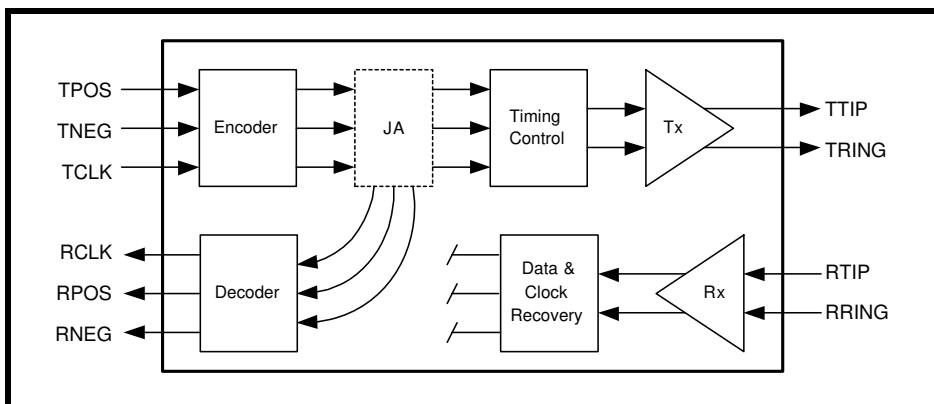 TPOS
TNEG
TCLK
Encoder
JA
Timing
Control
Tx
TTIP
TRING
RCLK
RPOS
RNEG
Decoder
Data &
Clock
Recovery
Rx
RTIP
RRING